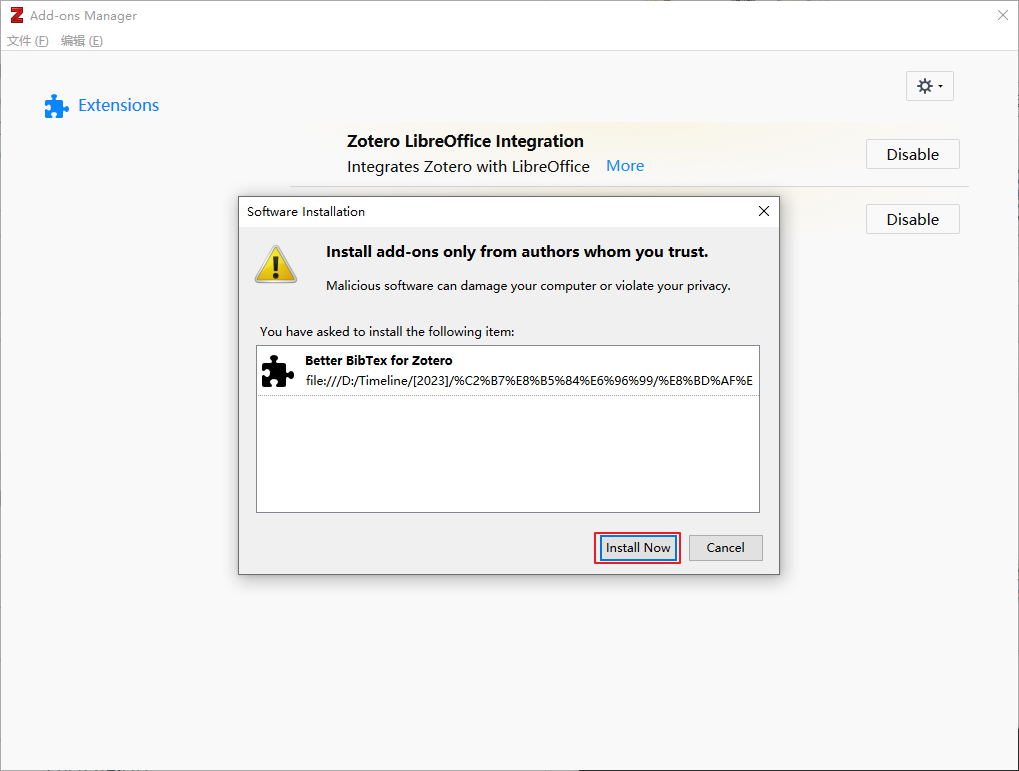 Add-ons Manager
文件 (F) 编辑 (E)
Extensions
Zotero LibreOffice Integration
Integrates Zotero with LibreOffice More
Disable
Disable
Software Installation
Install add-ons only from authors whom you trust.
Malicious software can damage your computer or violate your privacy.
You have asked to install the following item:
Better BibTex for Zotero
file:///D:/Timeline/[2023]/%C2%B7%E8%B5%84%E6%96%99/%E8%BD%AF%E
Install Now
Cancel